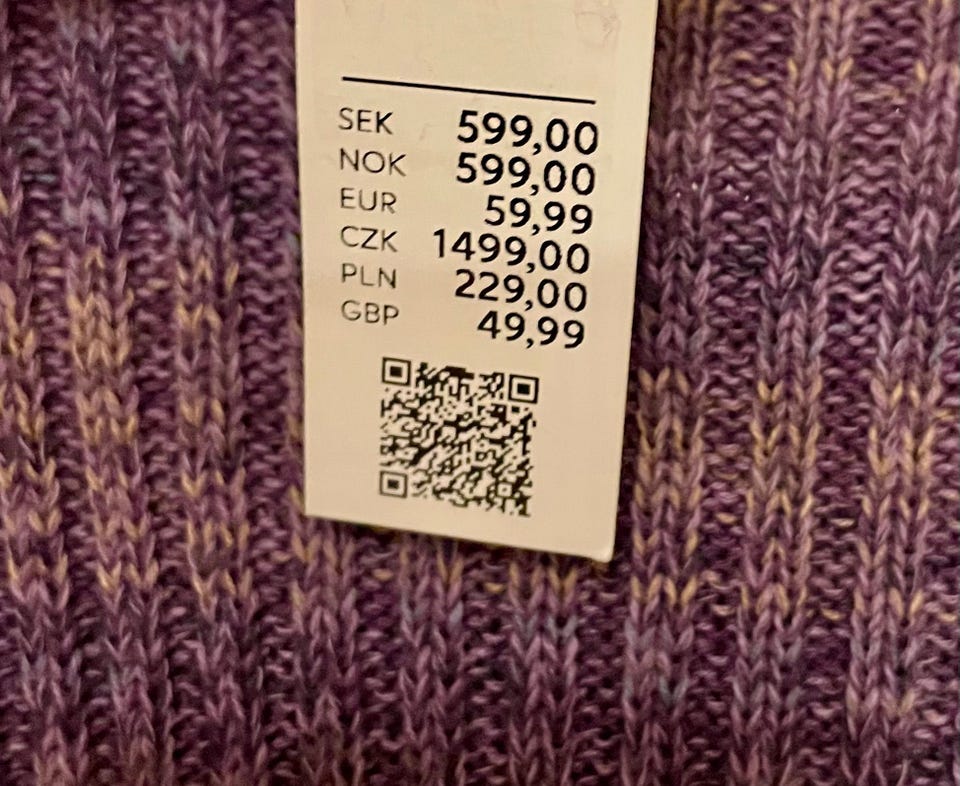 SEK 599,00
NOK 599,00
EUR 59,99
CZK 1499,00
PLN 229,00
GBP 49,99